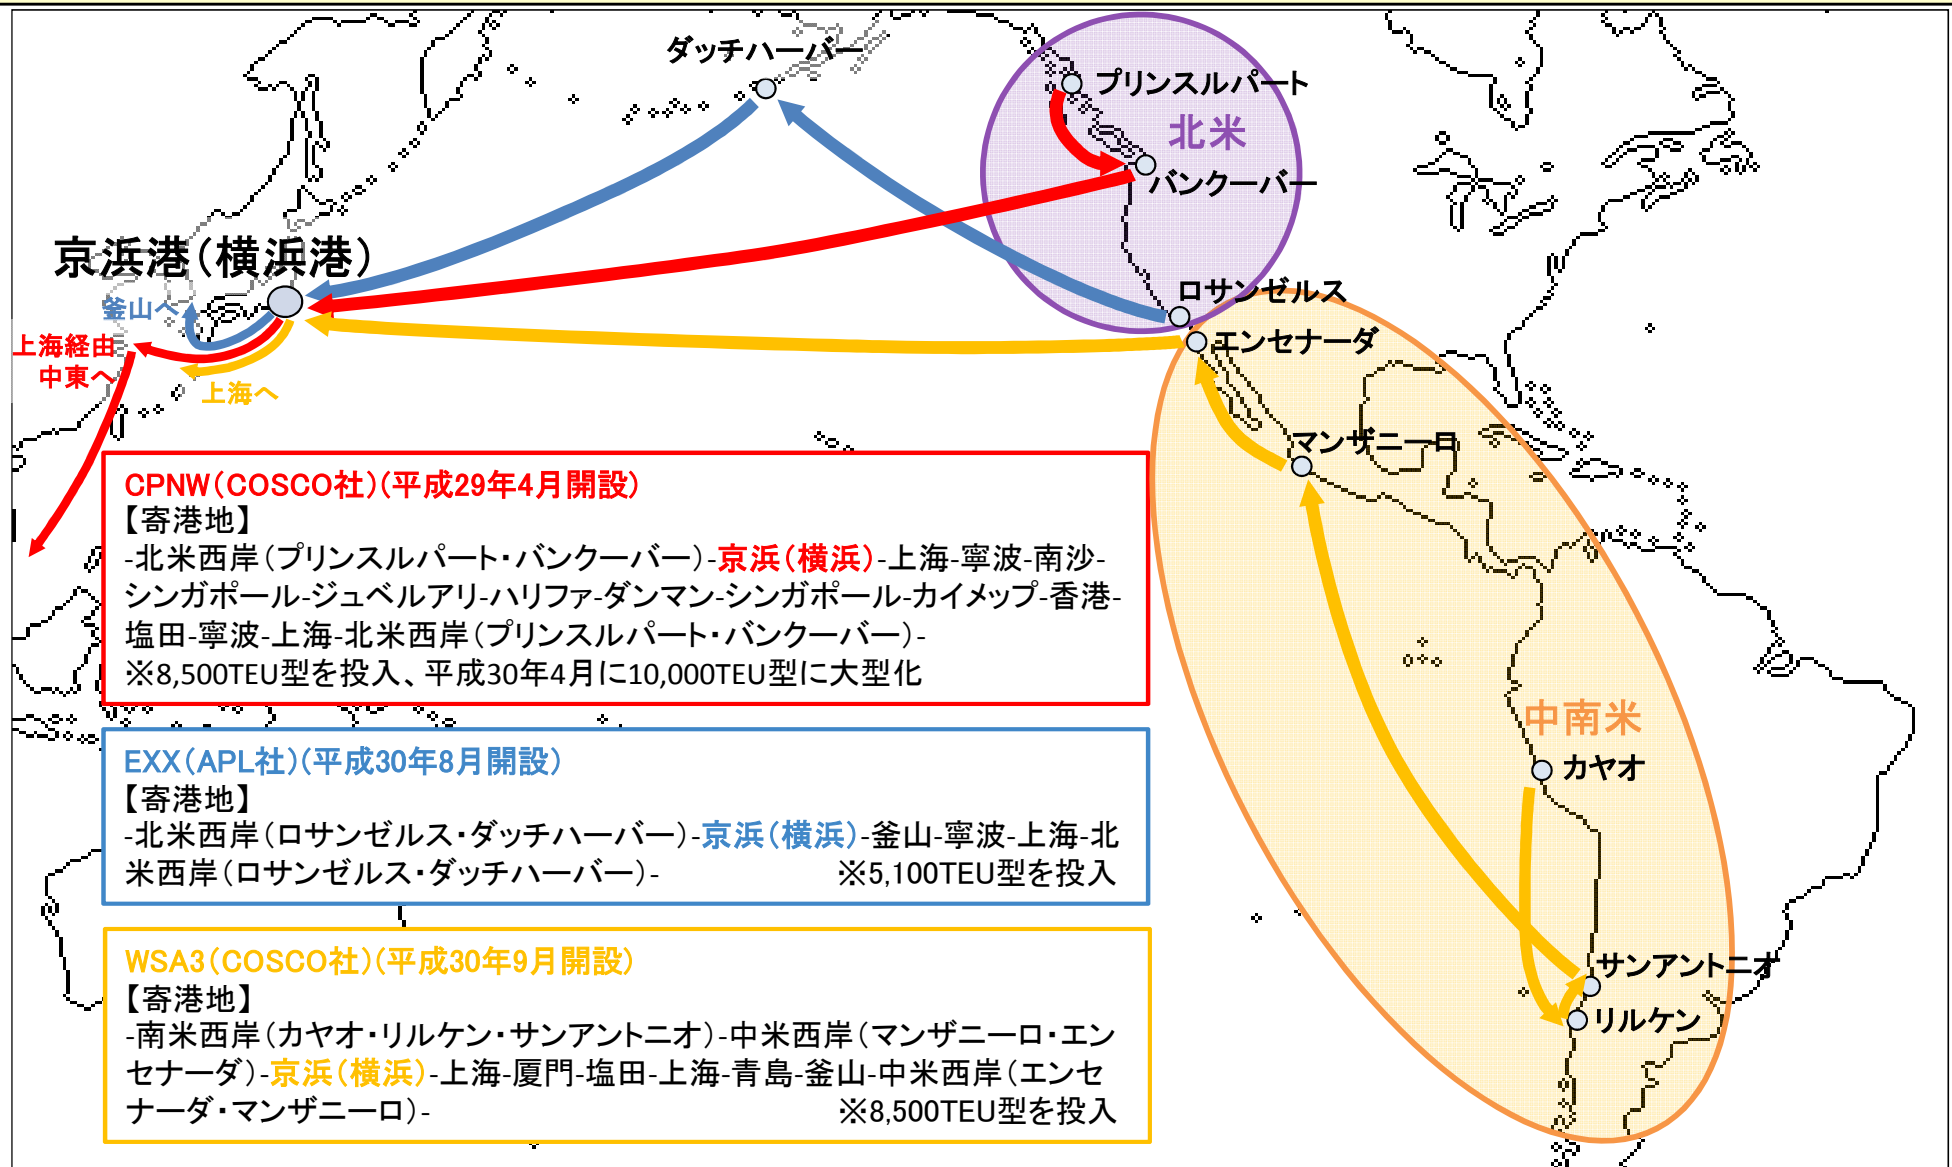 ダッチハーバー
プリンスルパート
北米
バンクーバー
京浜港(横浜港)
釜山へ
上海経由
中東へ
上海へ
ロサンゼルス
エンセナーダ
マンザニーロ
中南米
カヤオ
サンアントニオ
リルケン
CPNW(COSCO社)(平成29年4月開設)
【寄港地】
-北米西岸(プリンスルパート・バンクーバー)-京浜(横浜)-上海-寧波-南沙-
シンガポール-ジュベルアリ-ハリファ-ダンマン-シンガポール-カイメップ-香港-
塩田-寧波-上海-北米西岸(プリンスルパート・バンクーバー)-
※8,500TEU型を投入、平成30年4月に10,000TEU型に大型化
EXX(APL社)(平成30年8月開設)
【寄港地】
-北米西岸(ロサンゼルス・ダッチハーバー)-京浜(横浜)-釜山-寧波-上海-北
米西岸(ロサンゼルス・ダッチハーバー)- ※5,100TEU型を投入
WSA3(COSCO社)(平成30年9月開設)
【寄港地】
-南米西岸(カヤオ・リルケン・サンアントニオ)-中米西岸(マンザニーロ・エン
セナーダ)-京浜(横浜)-上海-厦門-塩田-上海-青島-釜山-中米西岸(エンセ
ナーダ・マンザニーロ)- ※8,500TEU型を投入